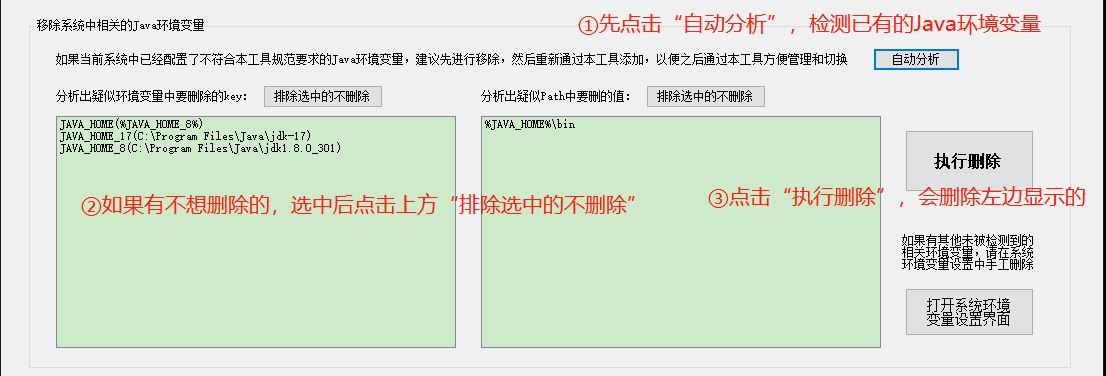 移除系统中相关的Java环境变量
①先点击“自动分析”，检测已有的Java环境变量
如果当前系统中已经配置了不符合本工具规范要求的Java环境变量，建议先进行移除，然后重新通过本工具添加，以便之后通过本工具方便管理和切换
自动分析
分析出疑似环境变量中要删除的key：
排除选中的不删除
分析出疑似Path中要删的值：
排除选中的不删除
JAVA_HOME(%JAVA_HOME_8%)
JAVA_HOME_17(C:\Program Files\Java\jdk-17)
JAVA_HOME_8(C:\Program Files\Java\jdk1.8.0_301)
%JAVA_HOME%\bin
执行删除
②如果有不想删除的，选中后点击上方“排除选中的不删除”
③点击“执行删除”，会删除左边显示的
如果有其他未被检测到的
相关环境变量，请在系统
环境变量设置中手工删除
打开系统环境
变量设置界面